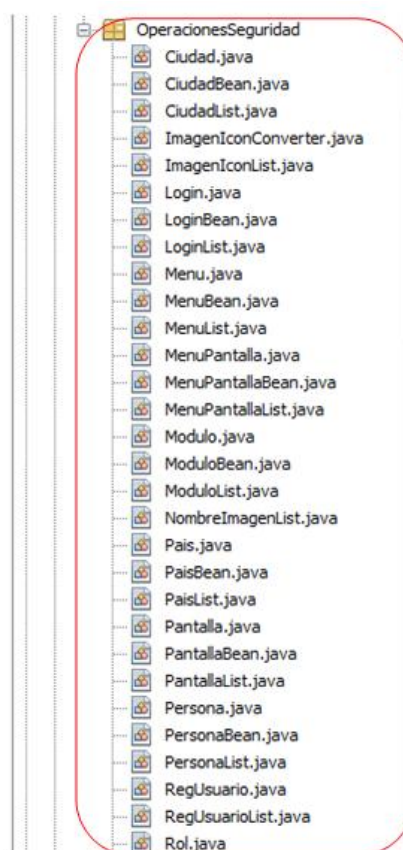 OperacionesSeguridad
Ciudad.java
CiudadBean.java
CiudadList.java
ImagenIconConverter.java
ImagenIconList.java
Login.java
LoginBean.java
LoginList.java
Menu.java
MenuBean.java
MenuList.java
MenuPantalla.java
MenuPantallaBean.java
MenuPantallaList.java
Modulo.java
ModuloBean.java
ModuloList.java
NombreImagenList.java
Pais.java
PaisBean.java
PaisList.java
Pantalla.java
PantallaBean.java
PantallaList.java
Persona.java
PersonaBean.java
PersonaList.java
RegUsuario.java
RegUsuarioList.java
Rol.java